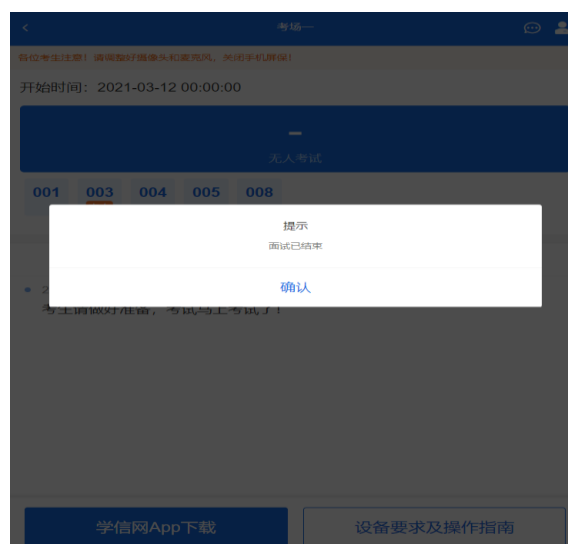 考场一
各位考生注意！请调整好摄像头和麦克风，关闭手机屏保！
开始时间：2021-03-12 00:00:00
无人考试
001 003 004 005 008
提示
面试已结束
确认
考生请做好准备，考试马上考试了！
学信网App下载
设备要求及操作指南